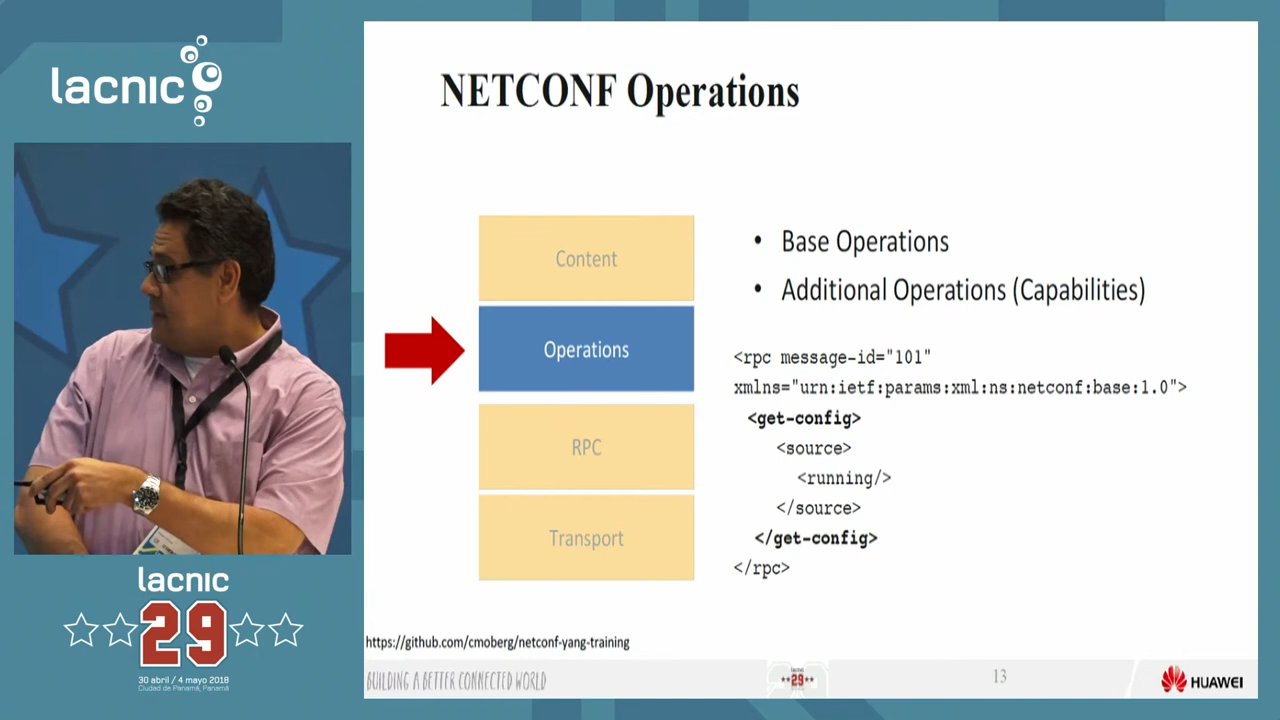 lacnic
NETCONF Operations
Content
Operations
RPC
Transport
• Base Operations
• Additional Operations (Capabilities)
<rpc message-id="101"
xmlns="urn:ietf:params:xml:ns:netconf:base:1.0">
<get-config>
<source>
<running/>
</source>
</get-config>
</rpc>
https://github.com/cmoberg/netconf-yang-training
BUILDING A BETTER CONNECTED WORLD
lacnic
29
13
HUAWEI
lacnic
29
30 abril / 4 mayo 2018
Ciudad de Panamá, Panamá